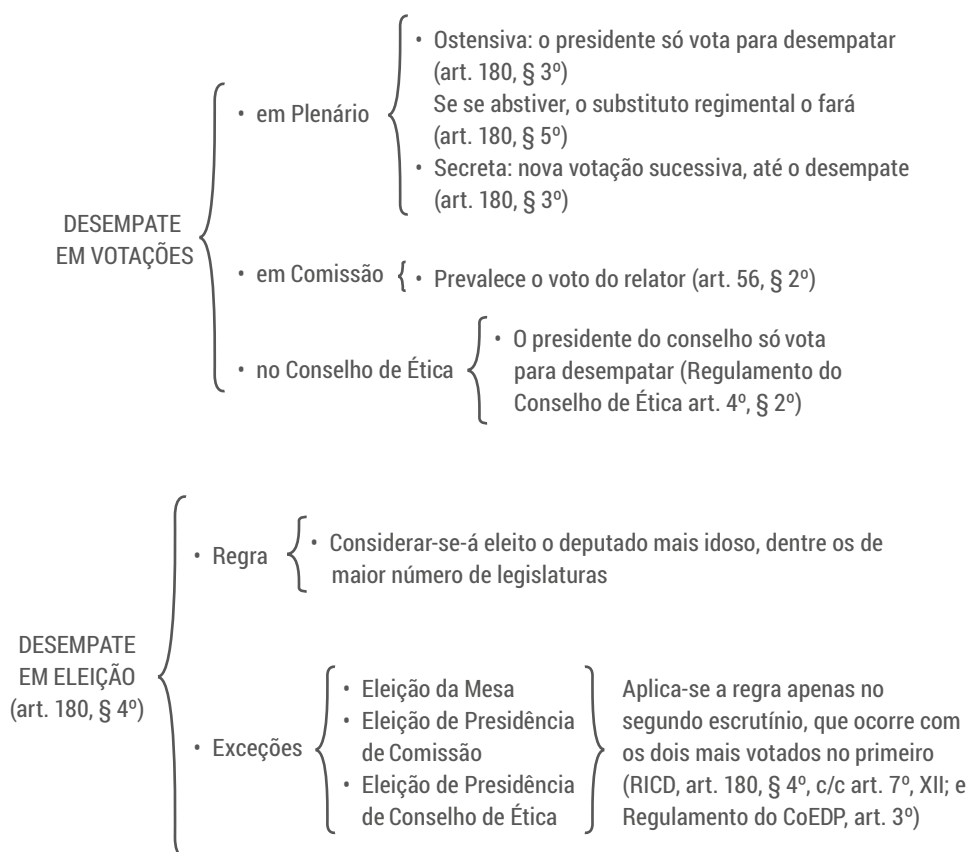 DESEMPATE
EM VOTAÇÕES
• em Plenário
• Ostensiva: o presidente só vota para desempatar
(art. 180, § 3º)
Se se abstiver, o substituto regimental o fará
(art. 180, § 5º)
• Secreta: nova votação sucessiva, até o desempate
(art. 180, § 3º)
• em Comissão
• Prevalece o voto do relator (art. 56, § 2º)
• no Conselho de Ética
• O presidente do conselho só vota
para desempatar (Regulamento do
Conselho de Ética art. 4º, § 2º)
DESEMPATE
EM ELEIÇÃO
(art. 180, § 4º)
• Regra
• Considerar-se-á eleito o deputado mais idoso, dentre os de
maior número de legislaturas
• Exceções
• Eleição da Mesa
• Eleição de Presidência
de Comissão
• Eleição de Presidência
de Conselho de Ética
Aplica-se a regra apenas no
segundo escrutínio, que ocorre com
os dois mais votados no primeiro
(RICD, art. 180, § 4º, c/c art. 7º, XII; e
Regulamento do CoEDP, art. 3º)